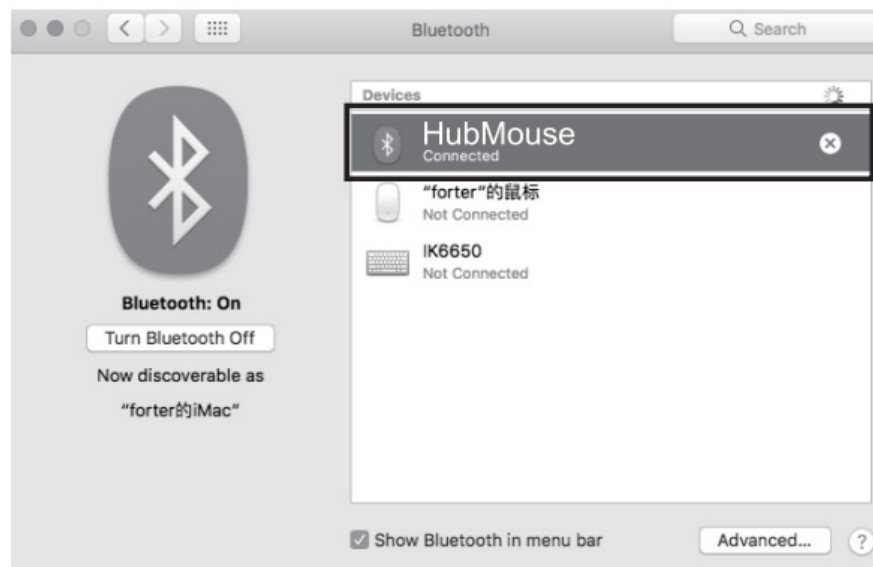 Bluetooth
Search
Devices
HubMouse
Connected
“forter“的鼠标
Not Connected
IK6650
Not Connected
Bluetooth: On
Turn Bluetooth Off
Now discoverable as
“forter的iMac“
Show Bluetooth in menu bar
Advanced...
?